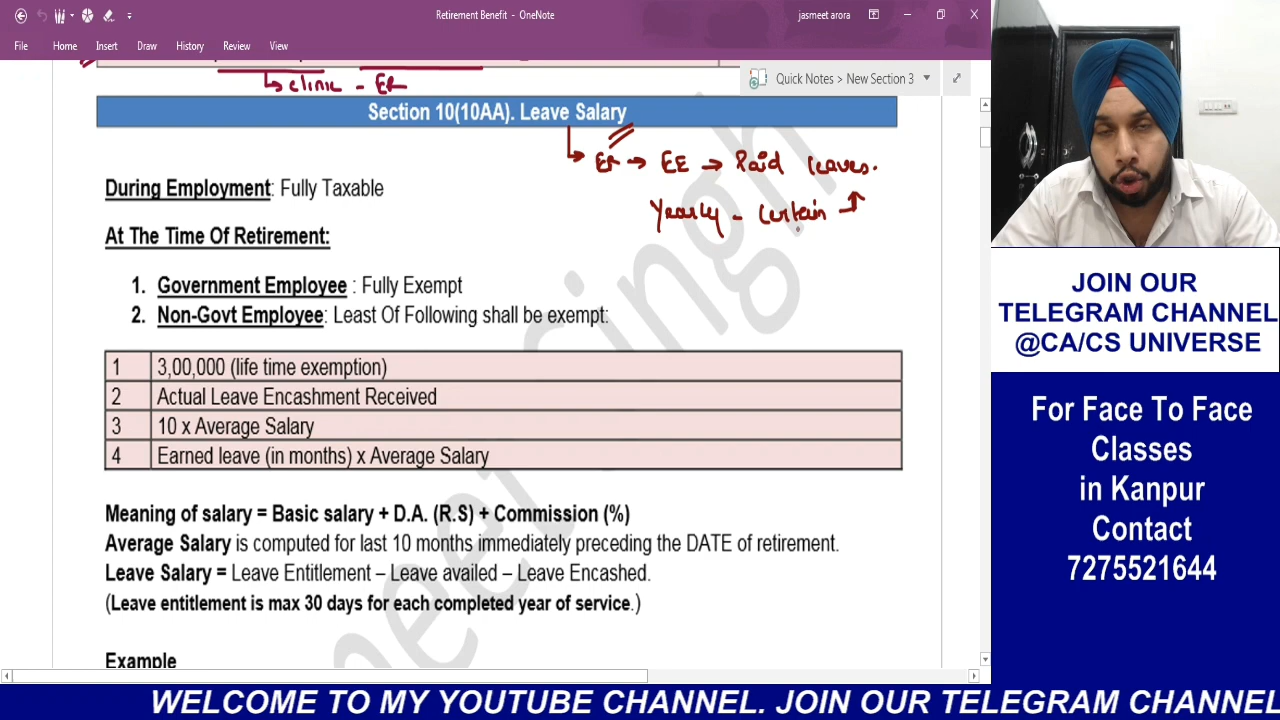 Retirement Benefit - OneNote
jasmeet arora
File Home Insert Draw History Review View
clinic - ER
Quick Notes > New Section 3
Section 10(10AA). Leave Salary
ER → EE → Paid leaves.
During Employment: Fully Taxable
Yearly - Certain
At The Time Of Retirement:
1. Government Employee : Fully Exempt
2. Non-Govt Employee: Least Of Following shall be exempt:
1 3,00,000 (life time exemption)
2 Actual Leave Encashment Received
3 10 x Average Salary
4 Earned leave (in months) x Average Salary
Meaning of salary = Basic salary + D.A. (R.S) + Commission (%)
Average Salary is computed for last 10 months immediately preceding the DATE of retirement.
Leave Salary = Leave Entitlement – Leave availed – Leave Encashed.
(Leave entitlement is max 30 days for each completed year of service.)
Example
JOIN OUR
TELEGRAM CHANNEL
@CA/CS UNIVERSE
For Face To Face
Classes
in Kanpur
Contact
7275521644
WELCOME TO MY YOUTUBE CHANNEL. JOIN OUR TELEGRAM CHANNEL